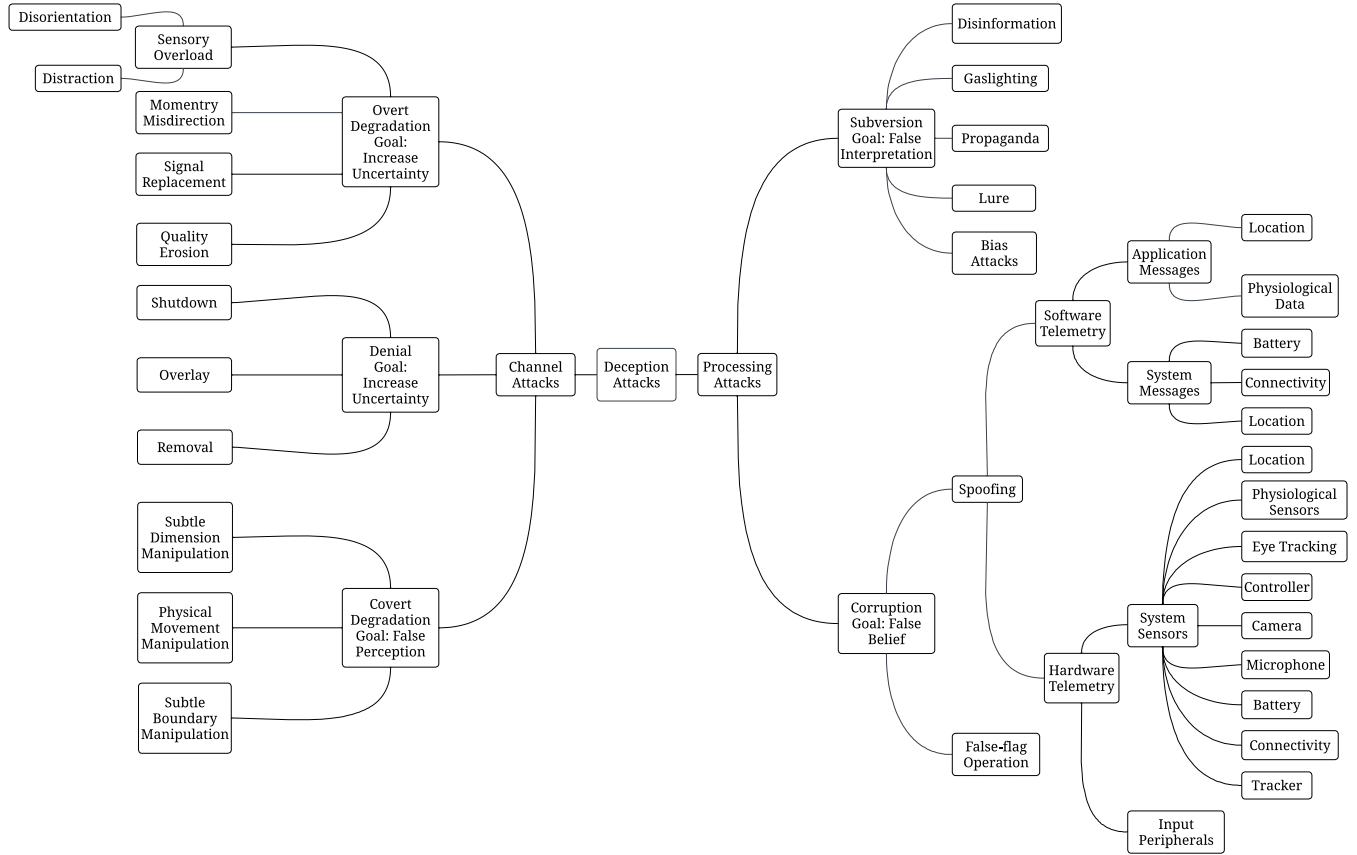 Disorientation
Sensory
Overload
Distraction
Momentry
Misdirection
Signal
Replacement
Quality
Erosion
Overt
Degradation
Goal:
Increase
Uncertainty
Shutdown
Overlay
Removal
Denial
Goal:
Increase
Uncertainty
Subtle
Dimension
Manipulation
Physical
Movement
Manipulation
Subtle
Boundary
Manipulation
Covert
Degradation
Goal: False
Perception
Channel
Attacks
Deception
Attacks
Processing
Attacks
Subversion
Goal: False
Interpretation
Disinformation
Gaslighting
Propaganda
Lure
Bias
Attacks
Corruption
Goal: False
Belief
Spoofing
False-flag
Operation
Software
Telemetry
Application
Messages
Location
Physiological
Data
System
Messages
Battery
Connectivity
Location
Hardware
Telemetry
System
Sensors
Location
Physiological
Sensors
Eye Tracking
Controller
Camera
Microphone
Battery
Connectivity
Tracker
Input
Peripherals